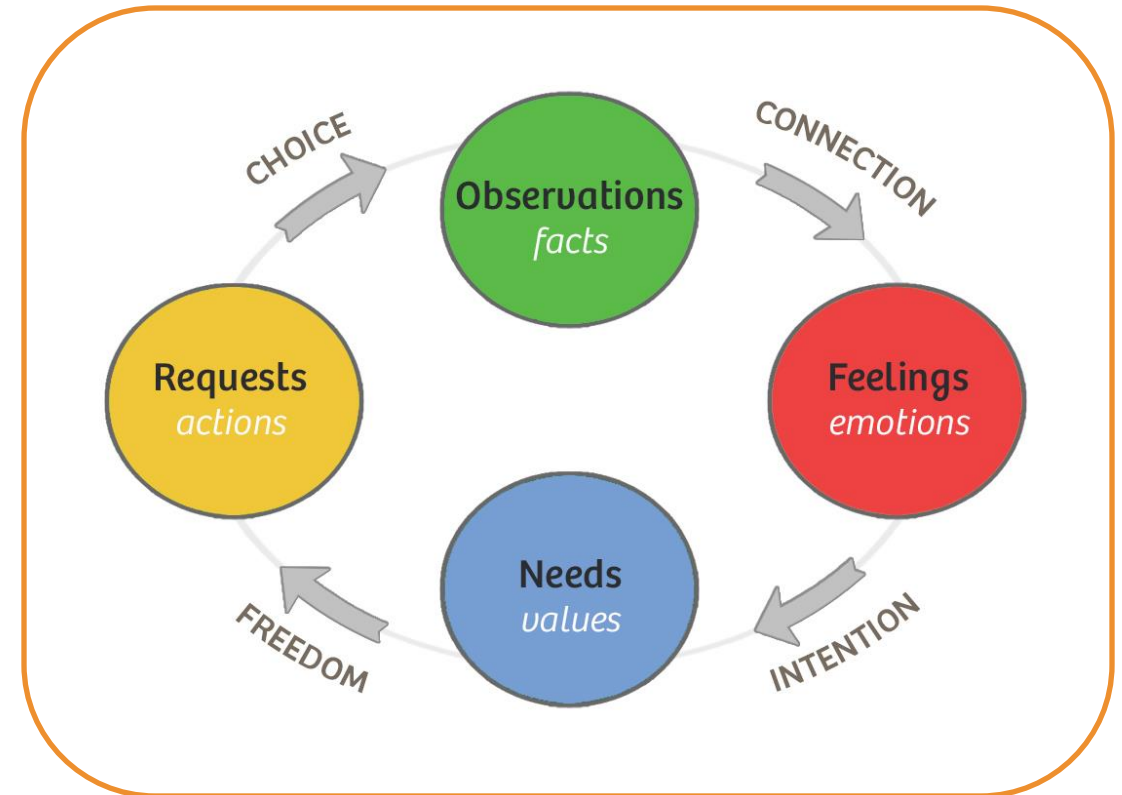 CHOICE
CONNECTION
Observations
facts
Requests
actions
Feelings
emotions
Needs
values
FREEDOM
INTENTION